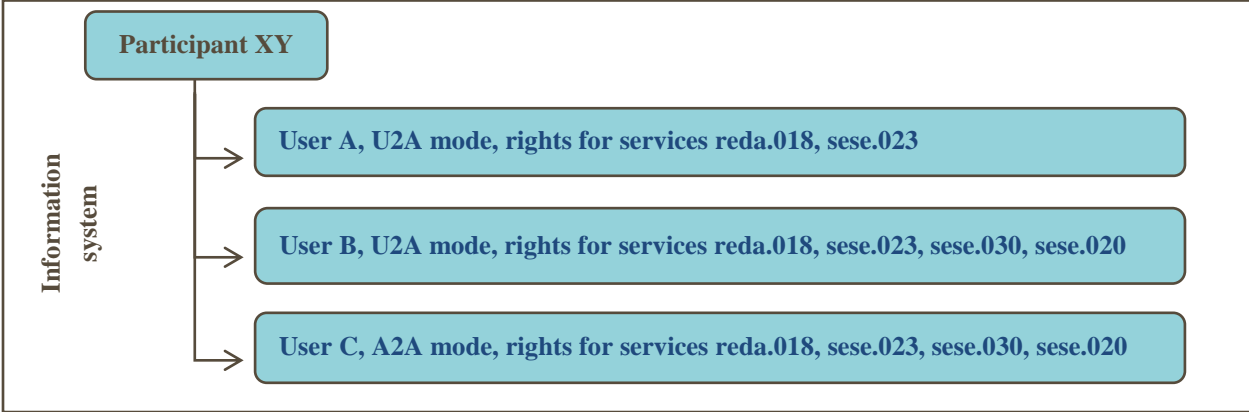 Participant XY
Information
system
User A, U2A mode, rights for services reda.018, sese.023
User B, U2A mode, rights for services reda.018, sese.023, sese.030, sese.020
User C, A2A mode, rights for services reda.018, sese.023, sese.030, sese.020